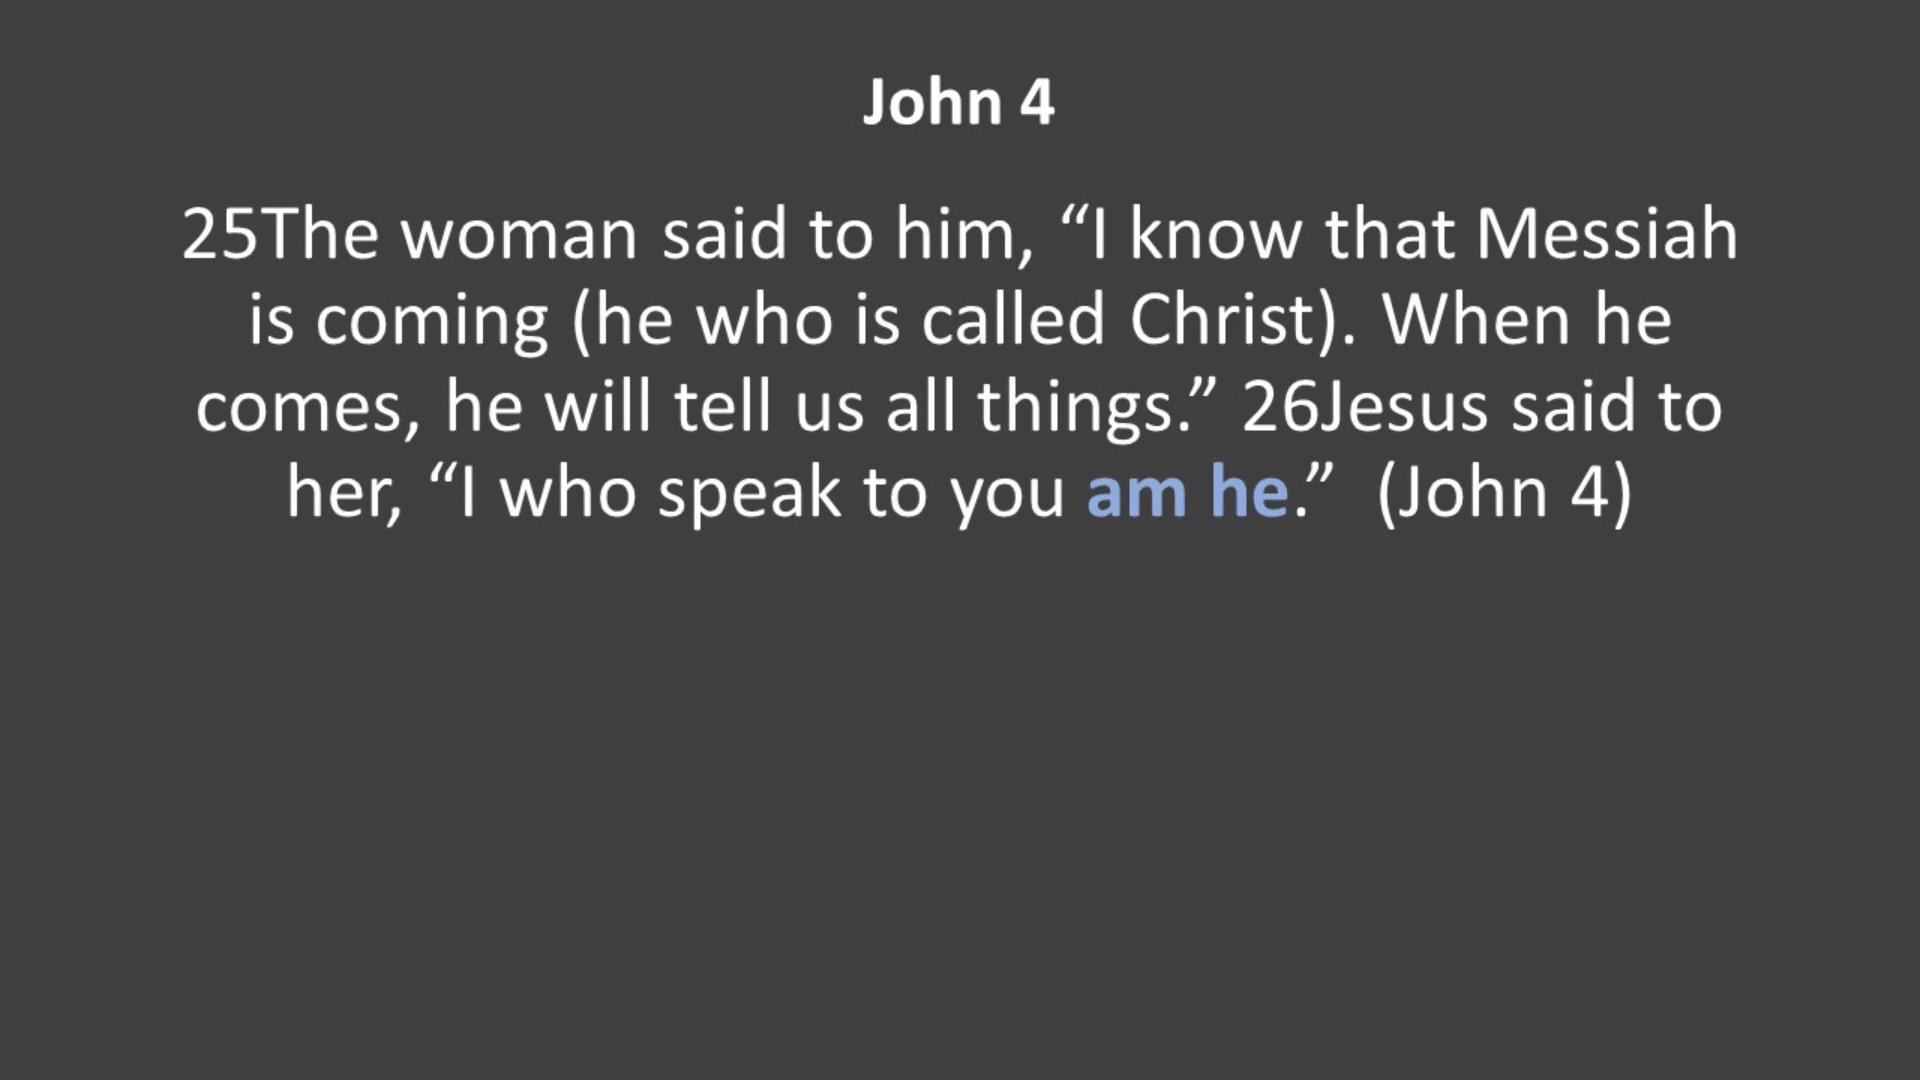 John 4
25The woman said to him, “I know that Messiah
is coming (he who is called Christ). When he
comes, he will tell us all things.” 26Jesus said to
her, “I who speak to you am he.”  (John 4)